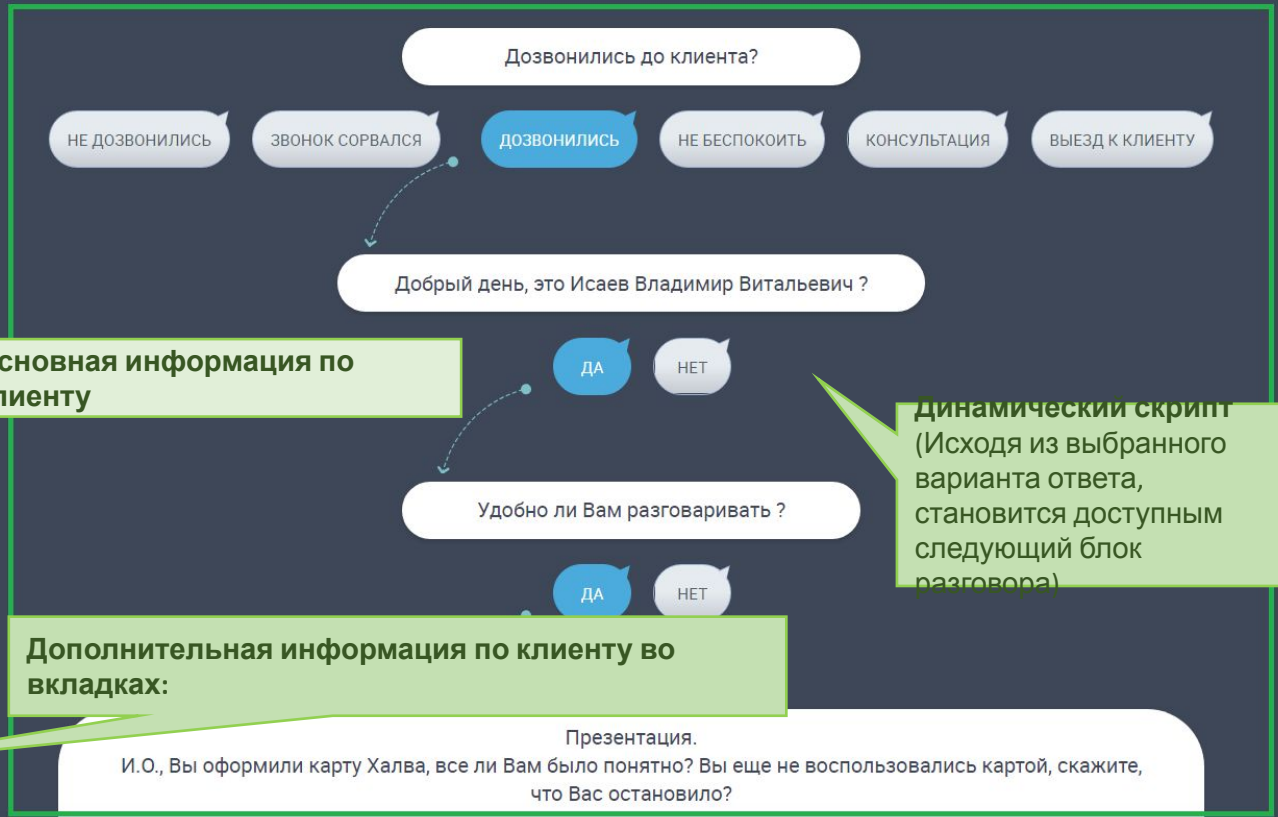 Дозвонились до клиента?
НЕ ДОЗВОНИЛИСЬ
ЗВОНОК СОРВАЛСЯ
ДОЗВОНИЛИСЬ
НЕ БЕСПОКОИТЬ
КОНСУЛЬТАЦИЯ
ВЫЕЗД К КЛИЕНТУ
Добрый день, это Исаев Владимир Витальевич ?
сновная информация по
лиенту
ДА
НЕТ
Динамический скрипт
(Исходя из выбранного
варианта ответа,
становится доступным
следующий блок
разговора)
Удобно ли Вам разговаривать ?
ДА
НЕТ
Дополнительная информация по клиенту во
вкладках:
Презентация.
И.О., Вы оформили карту Халва, все ли Вам было понятно? Вы еще не воспользовались картой, скажите,
что Вас остановило?